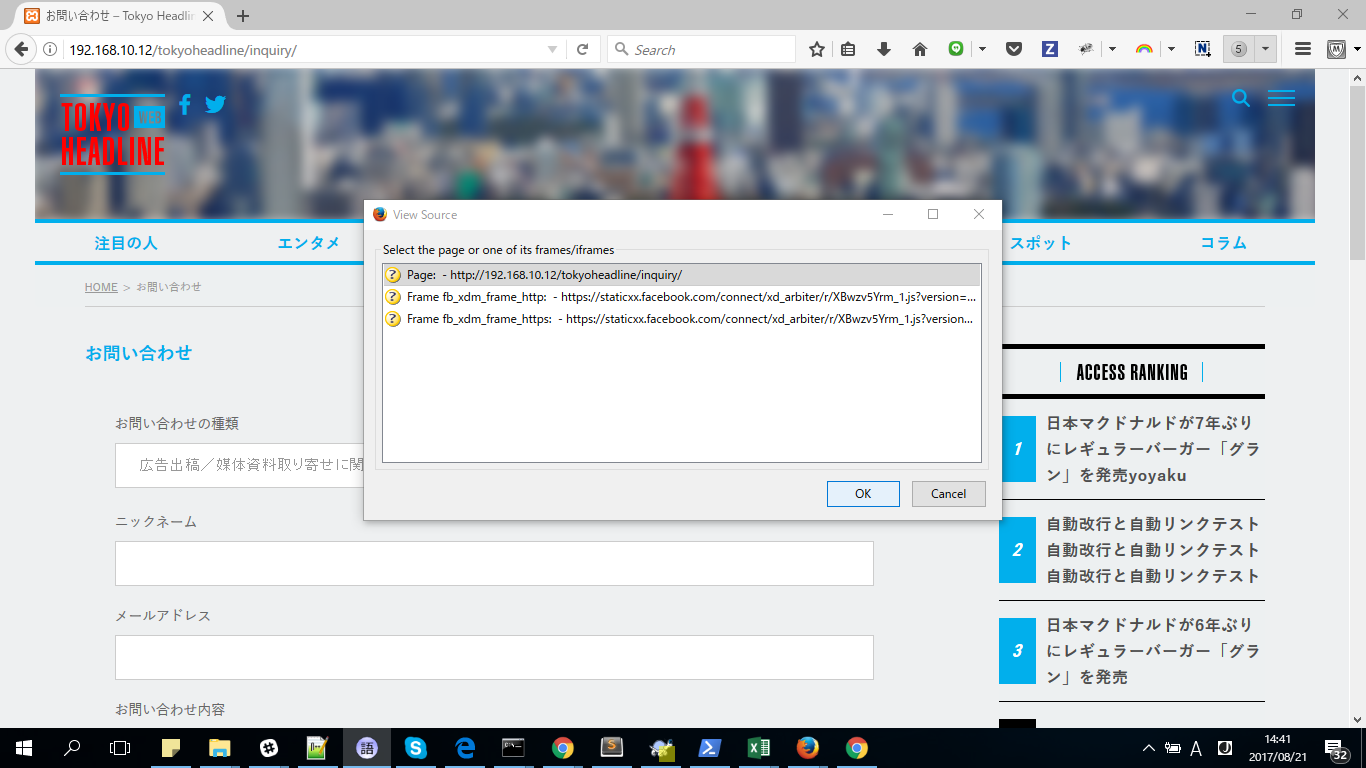 お問い合わせ – Tokyo Headlin
192.168.10.12/tokyoheadline/inquiry/
Search
5
TOKYO WEB
HEADLINE
注目の人
エンタメ
スポット
コラム
HOME > お問い合わせ
View Source
Select the page or one of its frames/iframes
Page:  - http://192.168.10.12/tokyoheadline/inquiry/
Frame fb_xdm_frame_http:  - https://staticxx.facebook.com/connect/xd_arbiter/r/XBwzv5Yrm_1.js?version=...
Frame fb_xdm_frame_https:  - https://staticxx.facebook.com/connect/xd_arbiter/r/XBwzv5Yrm_1.js?version...
OK
Cancel
お問い合わせ
お問い合わせの種類
広告出稿／媒体資料取り寄せに関
ニックネーム
メールアドレス
お問い合わせ内容
ACCESS RANKING
1
日本マクドナルドが7年ぶり
にレギュラーバーガー「グラ
ン」を発売yoyaku
2
自動改行と自動リンクテスト
自動改行と自動リンクテスト
自動改行と自動リンクテスト
3
日本マクドナルドが6年ぶり
にレギュラーバーガー「グラ
ン」を発売
語
A
14:41
2017/08/21
32